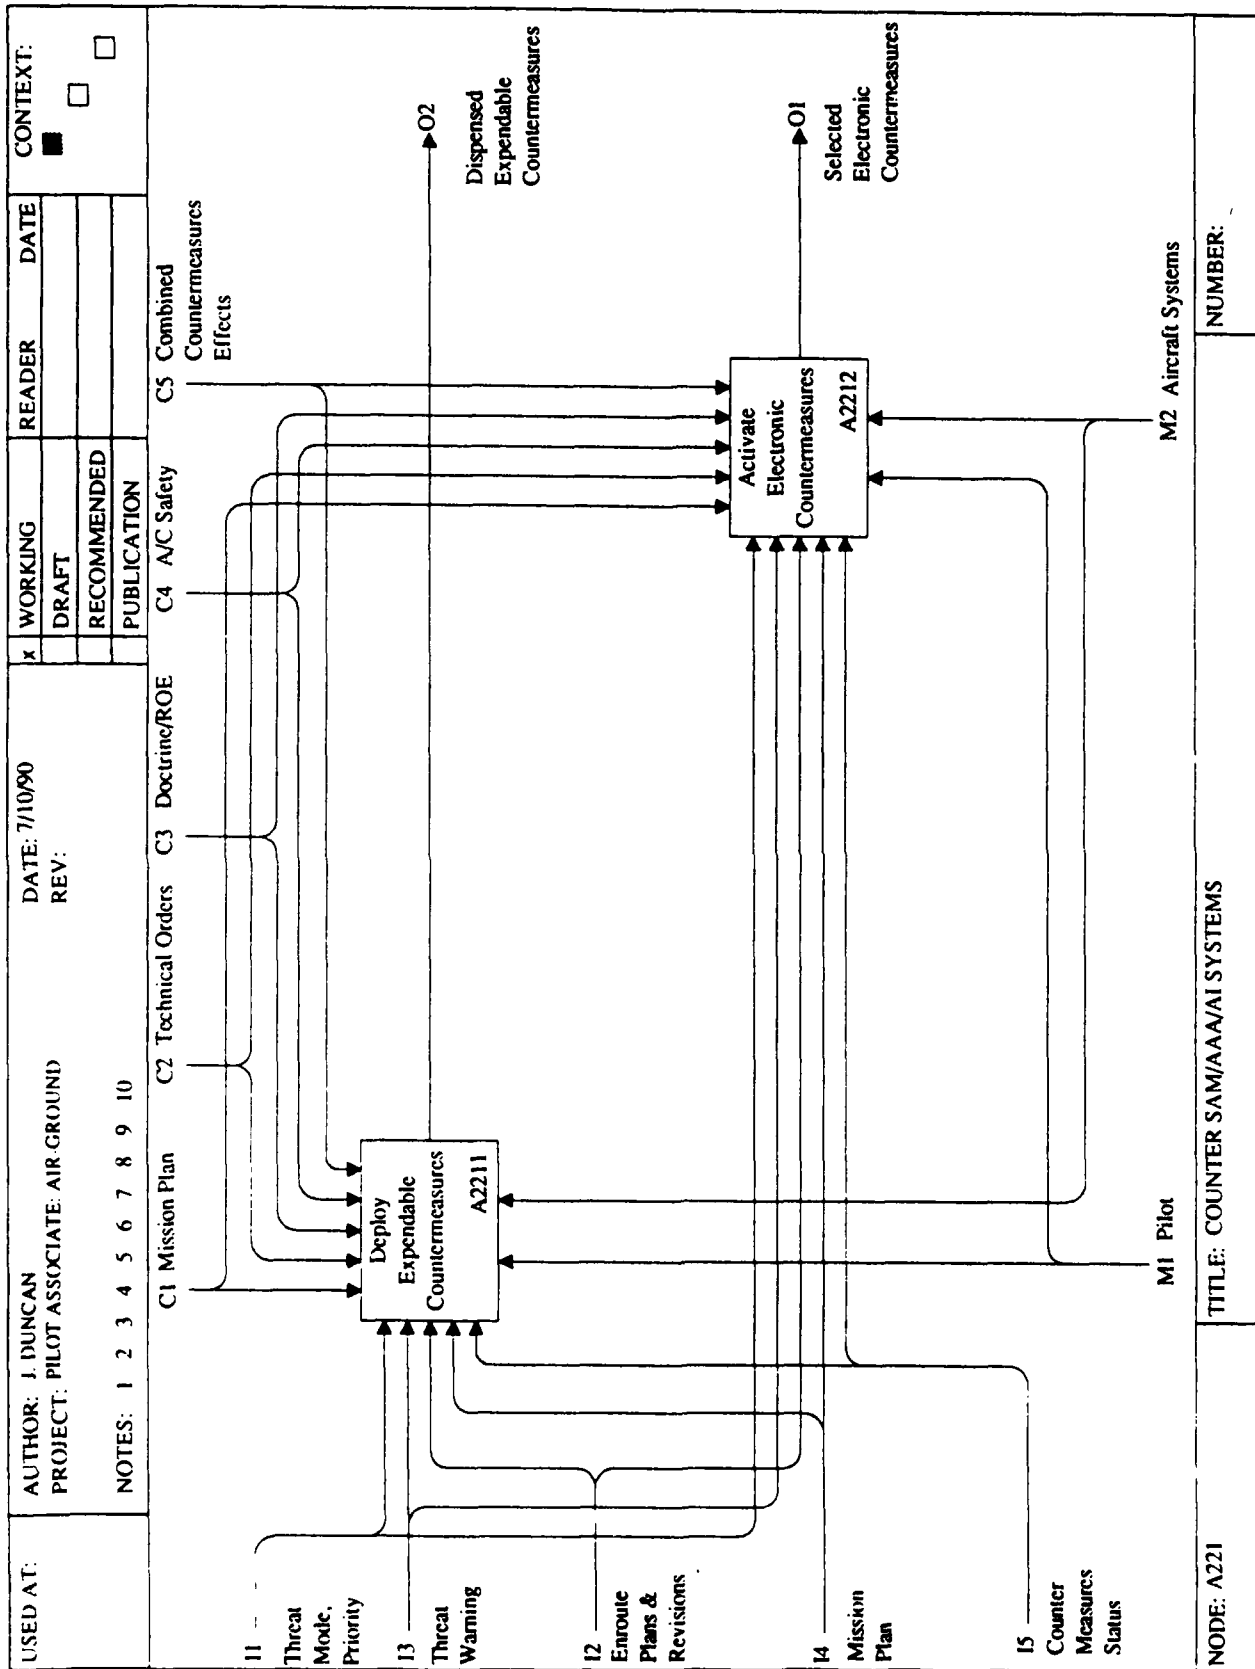 USED AT:
AUTHOR: J. DUNCAN
PROJECT: PILOT ASSOCIATE: AIR-GROUND
NOTES: 1 2 3 4 5 6 7 8 9 10
DATE: 7/10/90
REV:
x WORKING
DRAFT
RECOMMENDED
PUBLICATION
READER DATE
CONTEXT:
C1 Mission Plan
C2 Technical Orders
C3 Doctrine/ROE
C4 A/C Safety
C5 Combined
Countermeasures
Effects
I1
Threat
Mode,
Priority
I3
Threat
Warning
I2
Enroute
Plans &
Revisions
I4
Mission
Plan
I5
Counter
Measures
Status
Deploy
Expendable
Countermeasures
A2211
Activate
Electronic
Countermeasures
A2212
O2
Dispensed
Expendable
Countermeasures
O1
Selected
Electronic
Countermeasures
M1 Pilot
M2 Aircraft Systems
NODE: A221
TITLE: COUNTER SAM/AAA/AI SYSTEMS
NUMBER: